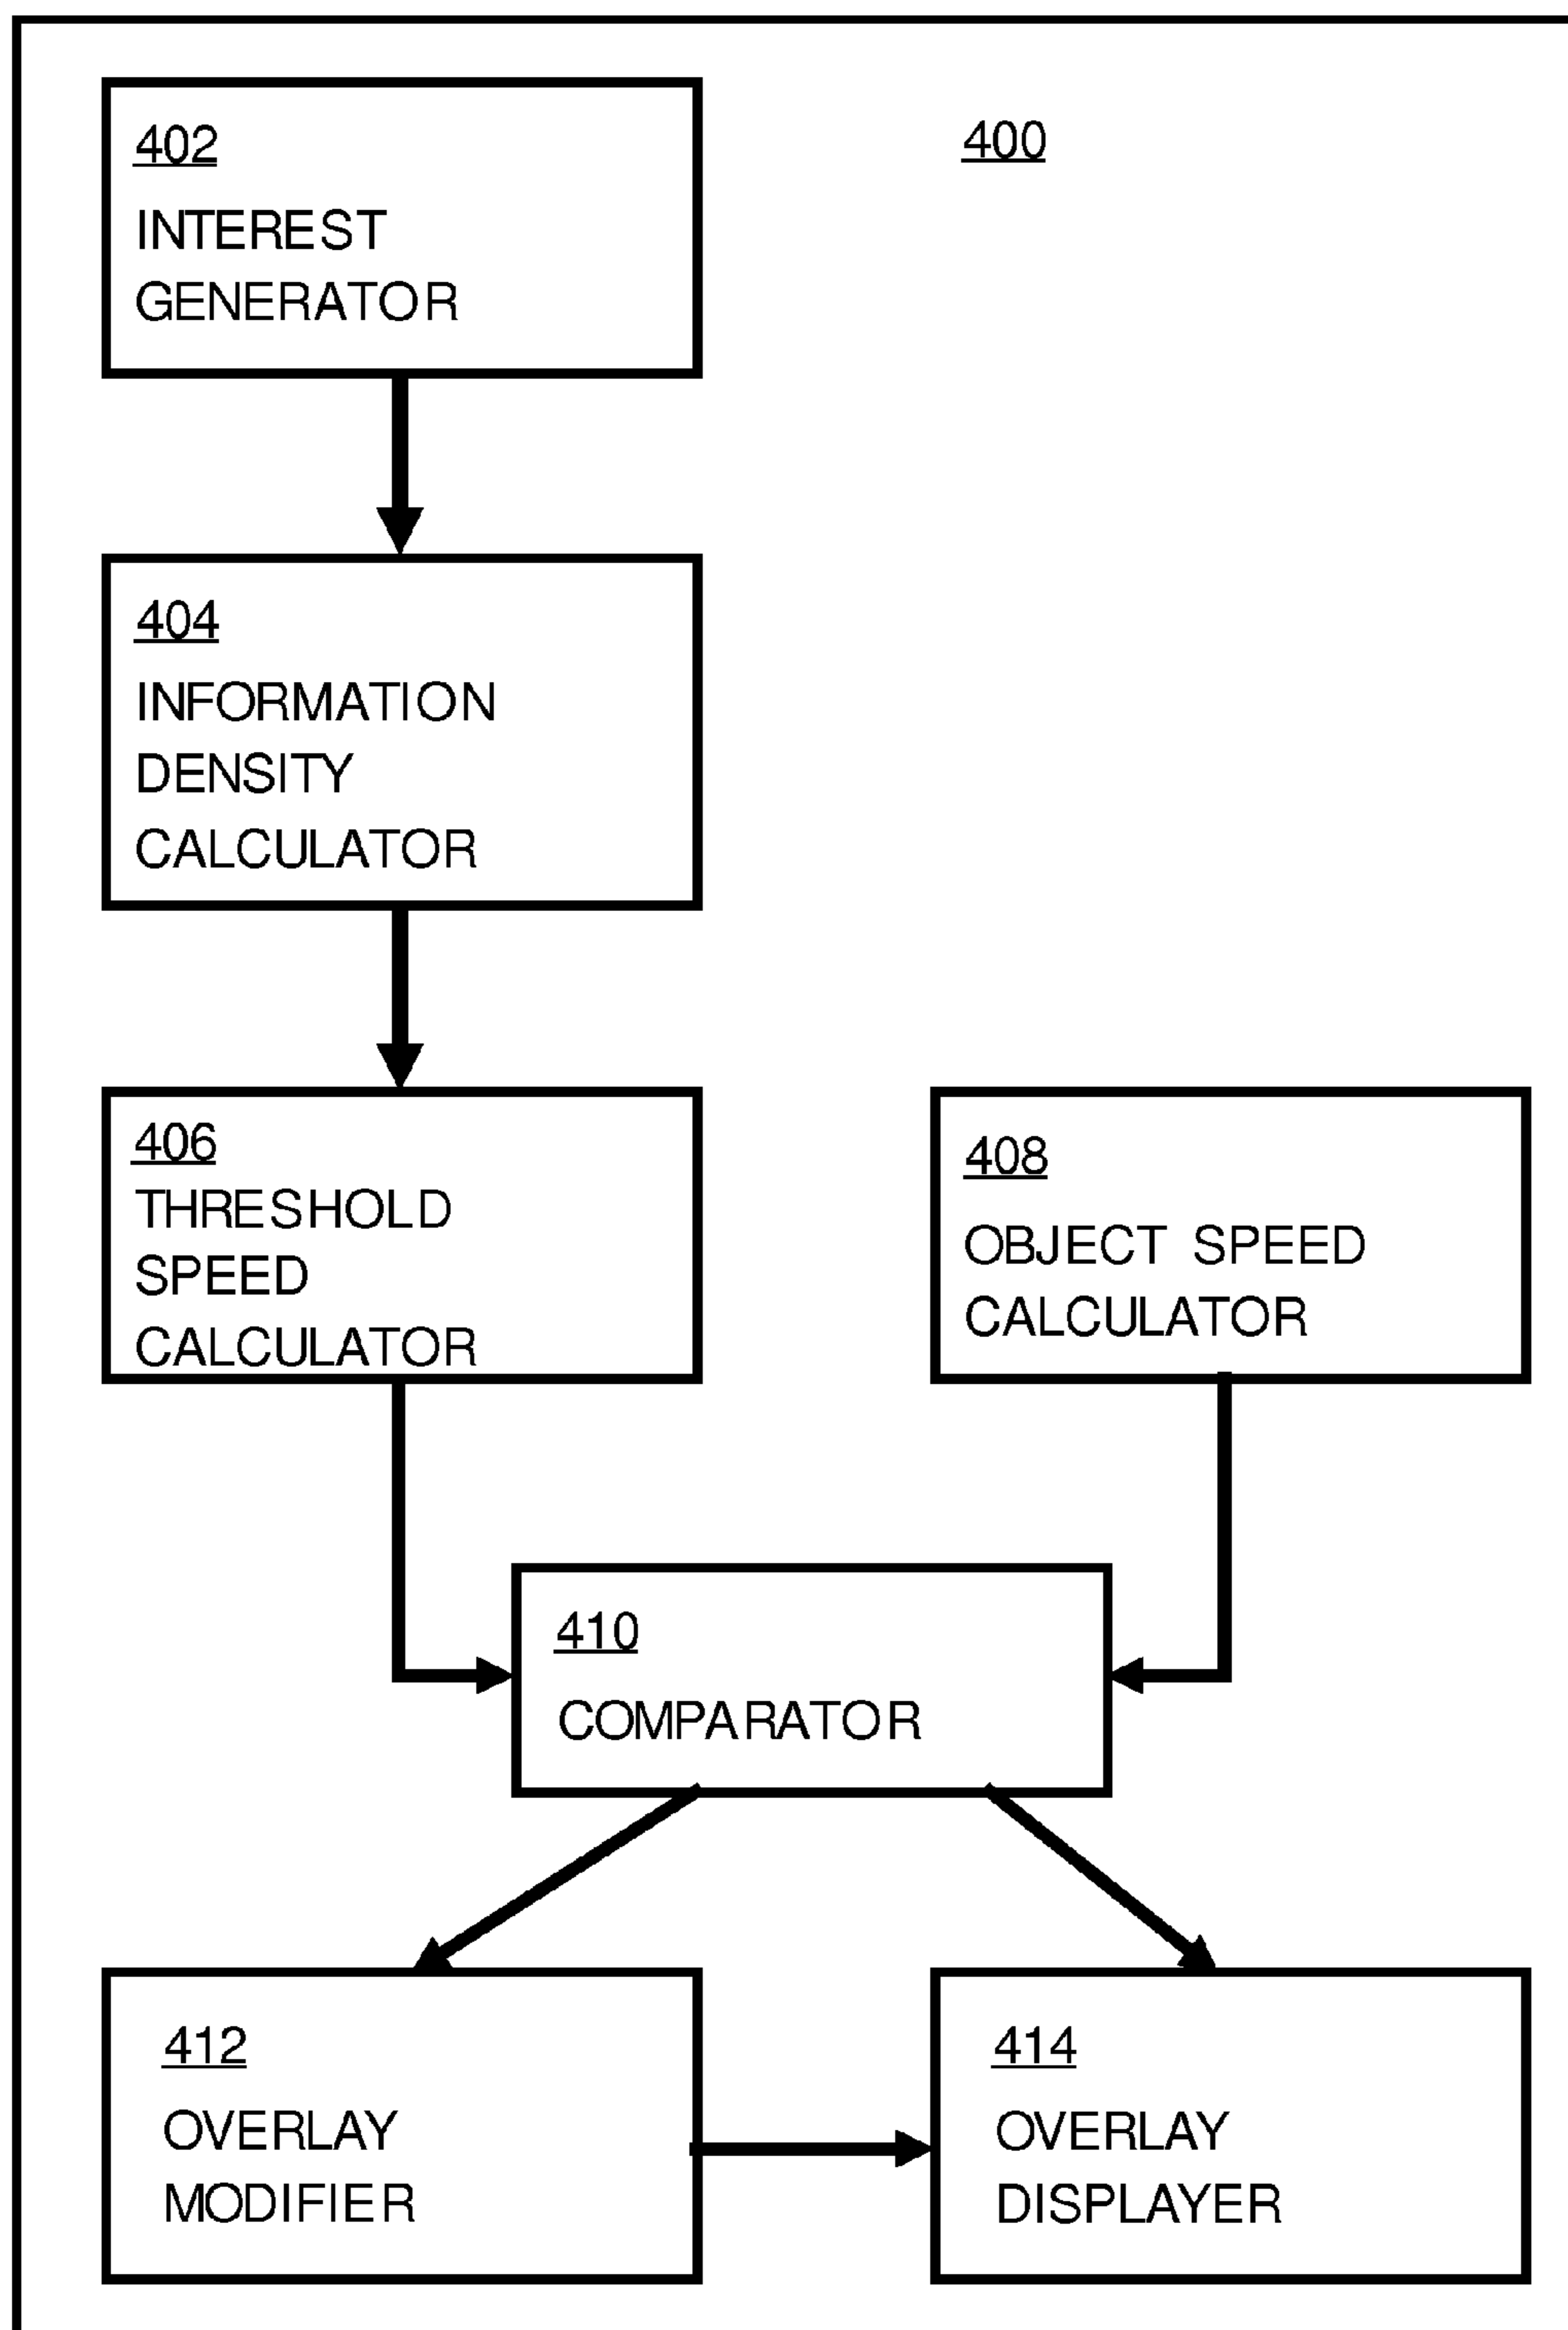 402
INTEREST
GENERATOR
400
404
INFORMATION
DENSITY
CALCULATOR
406
THRESHOLD
SPEED
CALCULATOR
408
OBJECT SPEED
CALCULATOR
410
COMPARATOR
412
OVERLAY
MODIFIER
414
OVERLAY
DISPLAYER